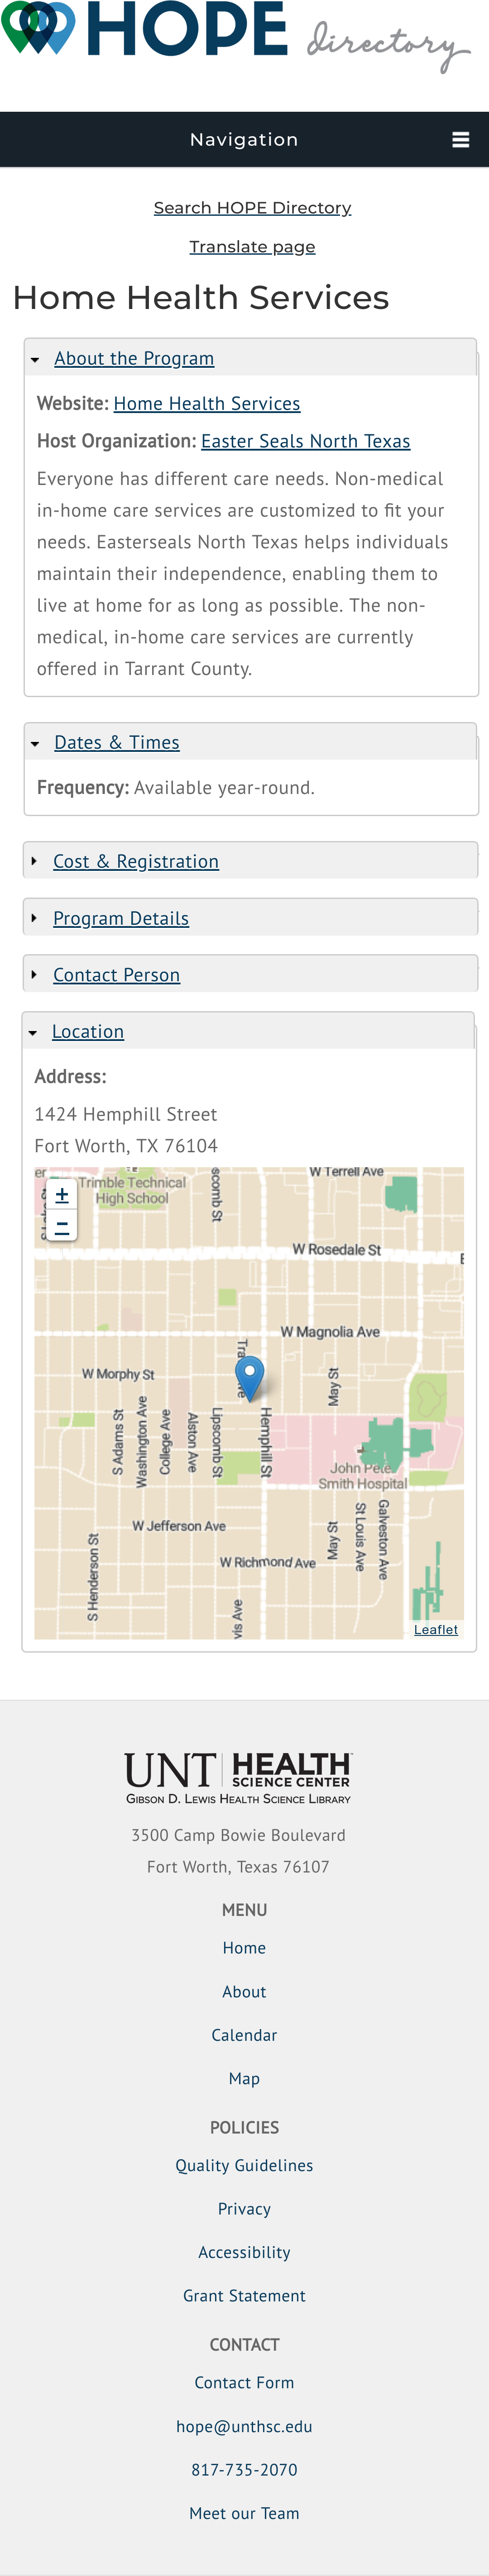 HOPE directory
Navigation
Search HOPE Directory
Translate page
Home Health Services
About the Program
Website: Home Health Services
Host Organization: Easter Seals North Texas
Everyone has different care needs. Non-medical
in-home care services are customized to fit your
needs. Easterseals North Texas helps individuals
maintain their independence, enabling them to
live at home for as long as possible. The non-
medical, in-home care services are currently
offered in Tarrant County.
Dates & Times
Frequency: Available year-round.
Cost & Registration
Program Details
Contact Person
Location
Address:
1424 Hemphill Street
Fort Worth, TX 76104
+
−
Trimble Technical
High School
scomb St
W Terrell Ave
W Rosedale St
W Magnolia Ave
W Morphy St
May St
S Adams St
Washington Ave
College Ave
Alston Ave
Lipscomb St
Hemphill St
John Pete
Smith Hospital
W Jefferson Ave
W Richmond Ave
May St
St Louis Ave
Galveston Ave
S Henderson St
vis Ave
Leaflet
UNT HEALTH
SCIENCE CENTER
GIBSON D. LEWIS HEALTH SCIENCE LIBRARY
3500 Camp Bowie Boulevard
Fort Worth, Texas 76107
MENU
Home
About
Calendar
Map
POLICIES
Quality Guidelines
Privacy
Accessibility
Grant Statement
CONTACT
Contact Form
hope@unthsc.edu
817-735-2070
Meet our Team